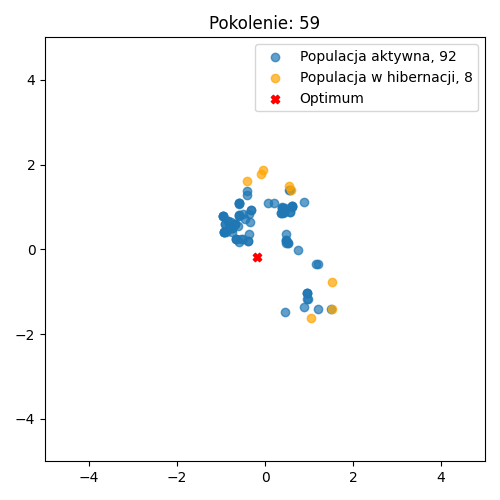 Pokolenie: 59
Populacja aktywna, 92
Populacja w hibernacji, 8
Optimum
4
2
0
−2
−4
−4
−2
0
2
4